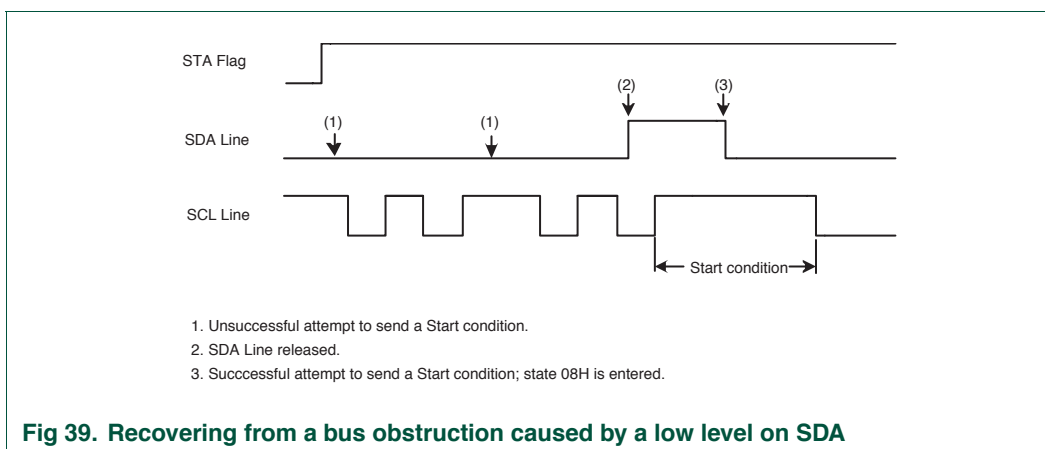 STA Flag
(2) (3)
(1) (1)
SDA Line
SCL Line
Start condition
1. Unsuccessful attempt to send a Start condition.
2. SDA Line released.
3. Succcessful attempt to send a Start condition; state 08H is entered.
Fig 39. Recovering from a bus obstruction caused by a low level on SDA